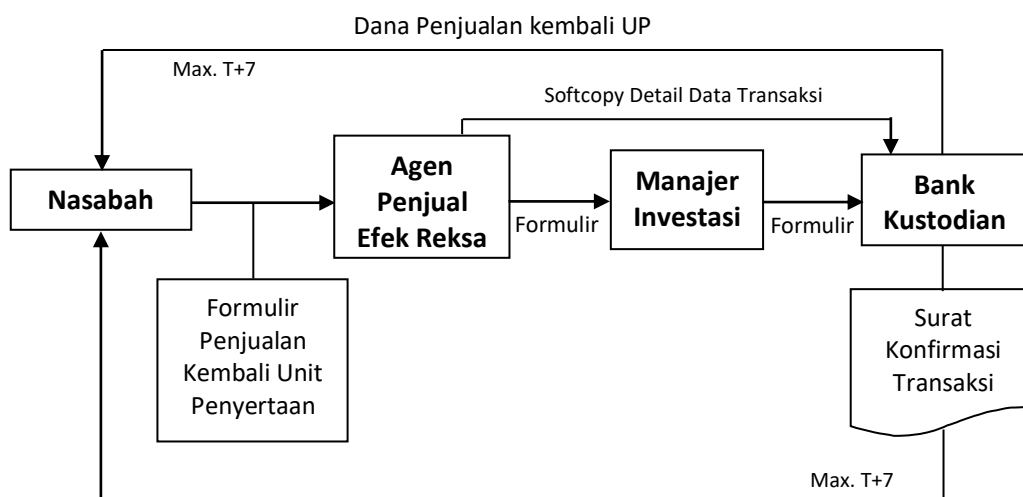 Dana Penjualan kembali UP
Max. T+7
Softcopy Detail Data Transaksi
Nasabah
Agen
Penjual
Efek Reksa
Formulir
Manajer
Investasi
Formulir
Bank
Kustodian
Formulir
Penjualan
Kembali Unit
Penyertaan
Surat
Konfirmasi
Transaksi
Max. T+7